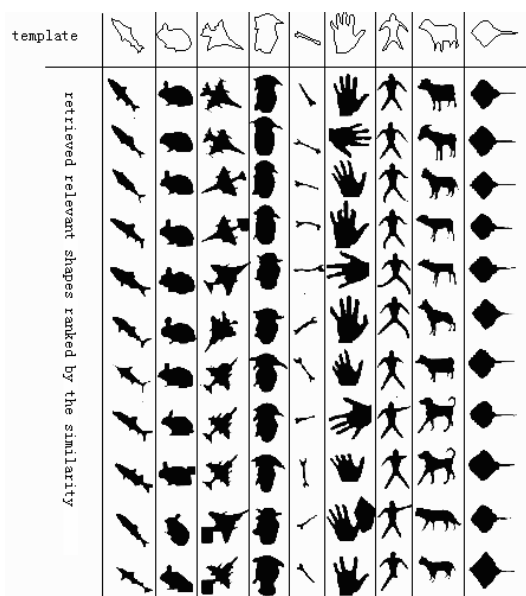 template
retrieved relevant shapes ranked by the similarity